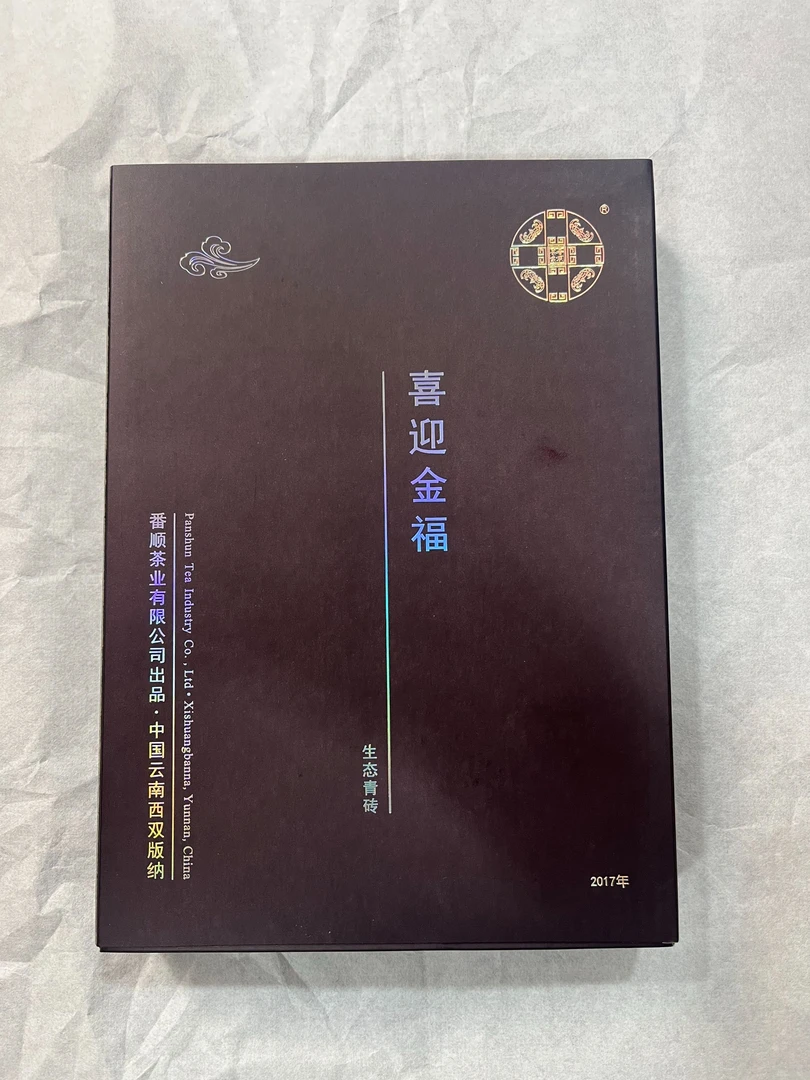 ®
喜迎金福
生态青砖
Panshun Tea Industry Co. , Ltd • Xishuangbanna, Yunnan, China
番顺茶业有限公司出品 · 中国云南西双版纳
2017年